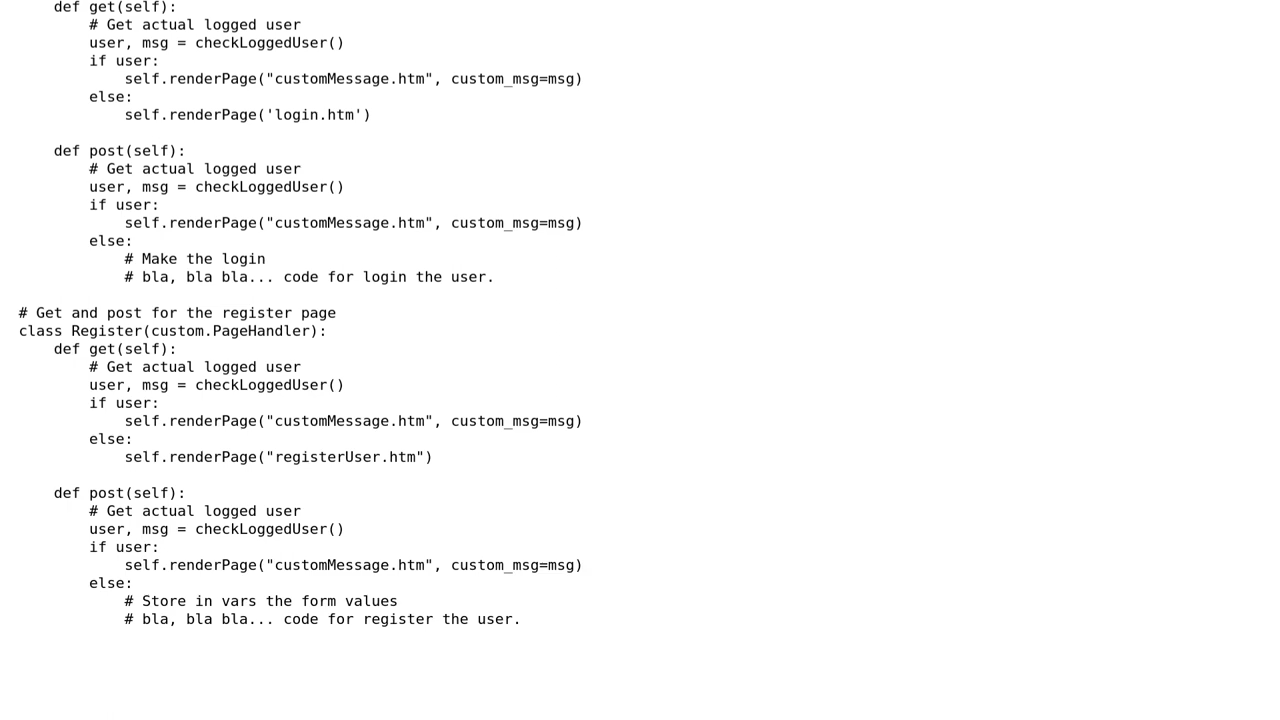 def get(self):
        # Get actual logged user
        user, msg = checkLoggedUser()
        if user:
            self.renderPage("customMessage.htm", custom_msg=msg)
        else:
            self.renderPage('login.htm')

    def post(self):
        # Get actual logged user
        user, msg = checkLoggedUser()
        if user:
            self.renderPage("customMessage.htm", custom_msg=msg)
        else:
            # Make the login
            # bla, bla bla... code for login the user.

# Get and post for the register page
class Register(custom.PageHandler):
    def get(self):
        # Get actual logged user
        user, msg = checkLoggedUser()
        if user:
            self.renderPage("customMessage.htm", custom_msg=msg)
        else:
            self.renderPage("registerUser.htm")

    def post(self):
        # Get actual logged user
        user, msg = checkLoggedUser()
        if user:
            self.renderPage("customMessage.htm", custom_msg=msg)
        else:
            # Store in vars the form values
            # bla, bla bla... code for register the user.